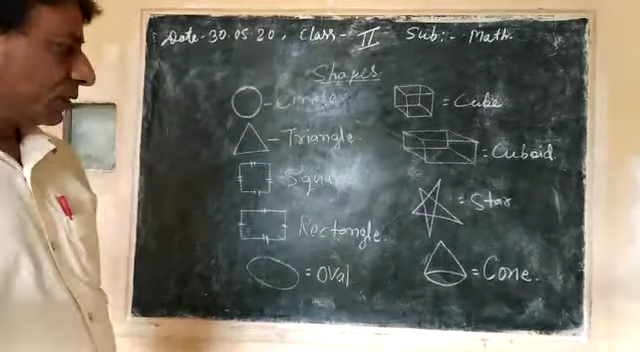 Date-30.05.20, Class-II Sub:- Math.
Shapes
- Circle
= Cube
- Triangle
= Cuboid
= Square
= Star
Rectangle.
= Oval
= Cone.